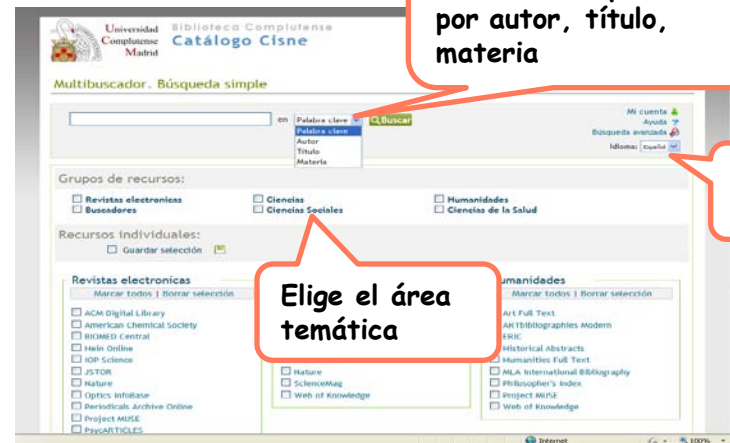 por autor, título,
materia
Universidad
Complutense
Madrid
Biblioteca Complutense
Catálogo Cisne
Multibuscador. Búsqueda simple
en Palabra clave Buscar
Palabra clave
Autor
Título
Materia
Mi cuenta
Ayuda
Búsqueda avanzada
Idioma: Español
Grupos de recursos:
Revistas electronicas
Buscadores
Ciencias
Ciencias Sociales
Humanidades
Ciencias de la Salud
Recursos individuales:
Guardar selección
Elige el área
temática
Revistas electronicas
Marcar todos | Borrar selección
ACM Digital Library
American Chemical Society
BIOMED Central
Hein Online
IOP Science
JSTOR
Nature
Optics InfoBase
Periodicals Archive Online
Project MUSE
PsycARTICLES
Nature
ScienceMag
Web of Knowledge
umanidades
Marcar todos | Borrar selección
Art Full Text
ARTbibliographies Modern
ERIC
Historical Abstracts
Humanities Full Text
MLA International Bibliography
Philosopher's Index
Project MUSE
Web of Knowledge
Internet
100%